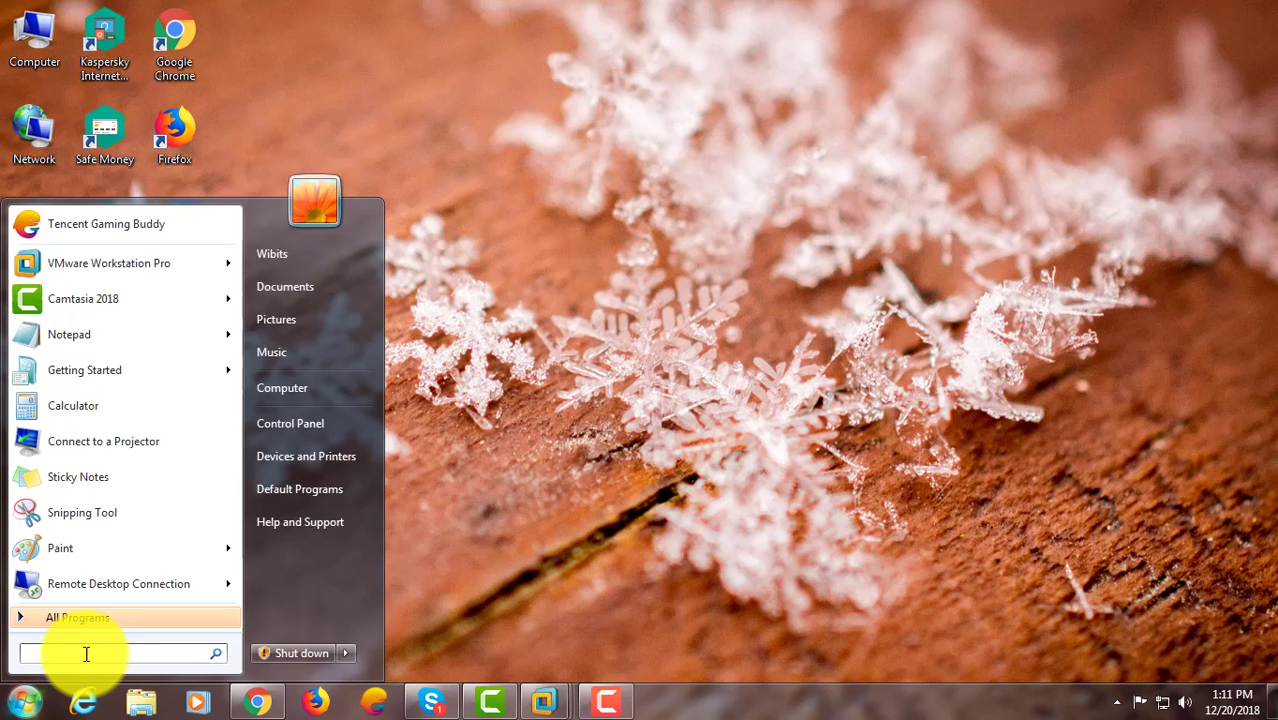 Computer
Kaspersky
Internet...
Google
Chrome
Network
Safe Money
Firefox
Tencent Gaming Buddy
VMware Workstation Pro
Camtasia 2018
Notepad
Getting Started
Calculator
Connect to a Projector
Sticky Notes
Snipping Tool
Paint
Remote Desktop Connection
All Programs
Wibits
Documents
Pictures
Music
Computer
Control Panel
Devices and Printers
Default Programs
Help and Support
Shut down
1
1:11 PM
12/20/2018